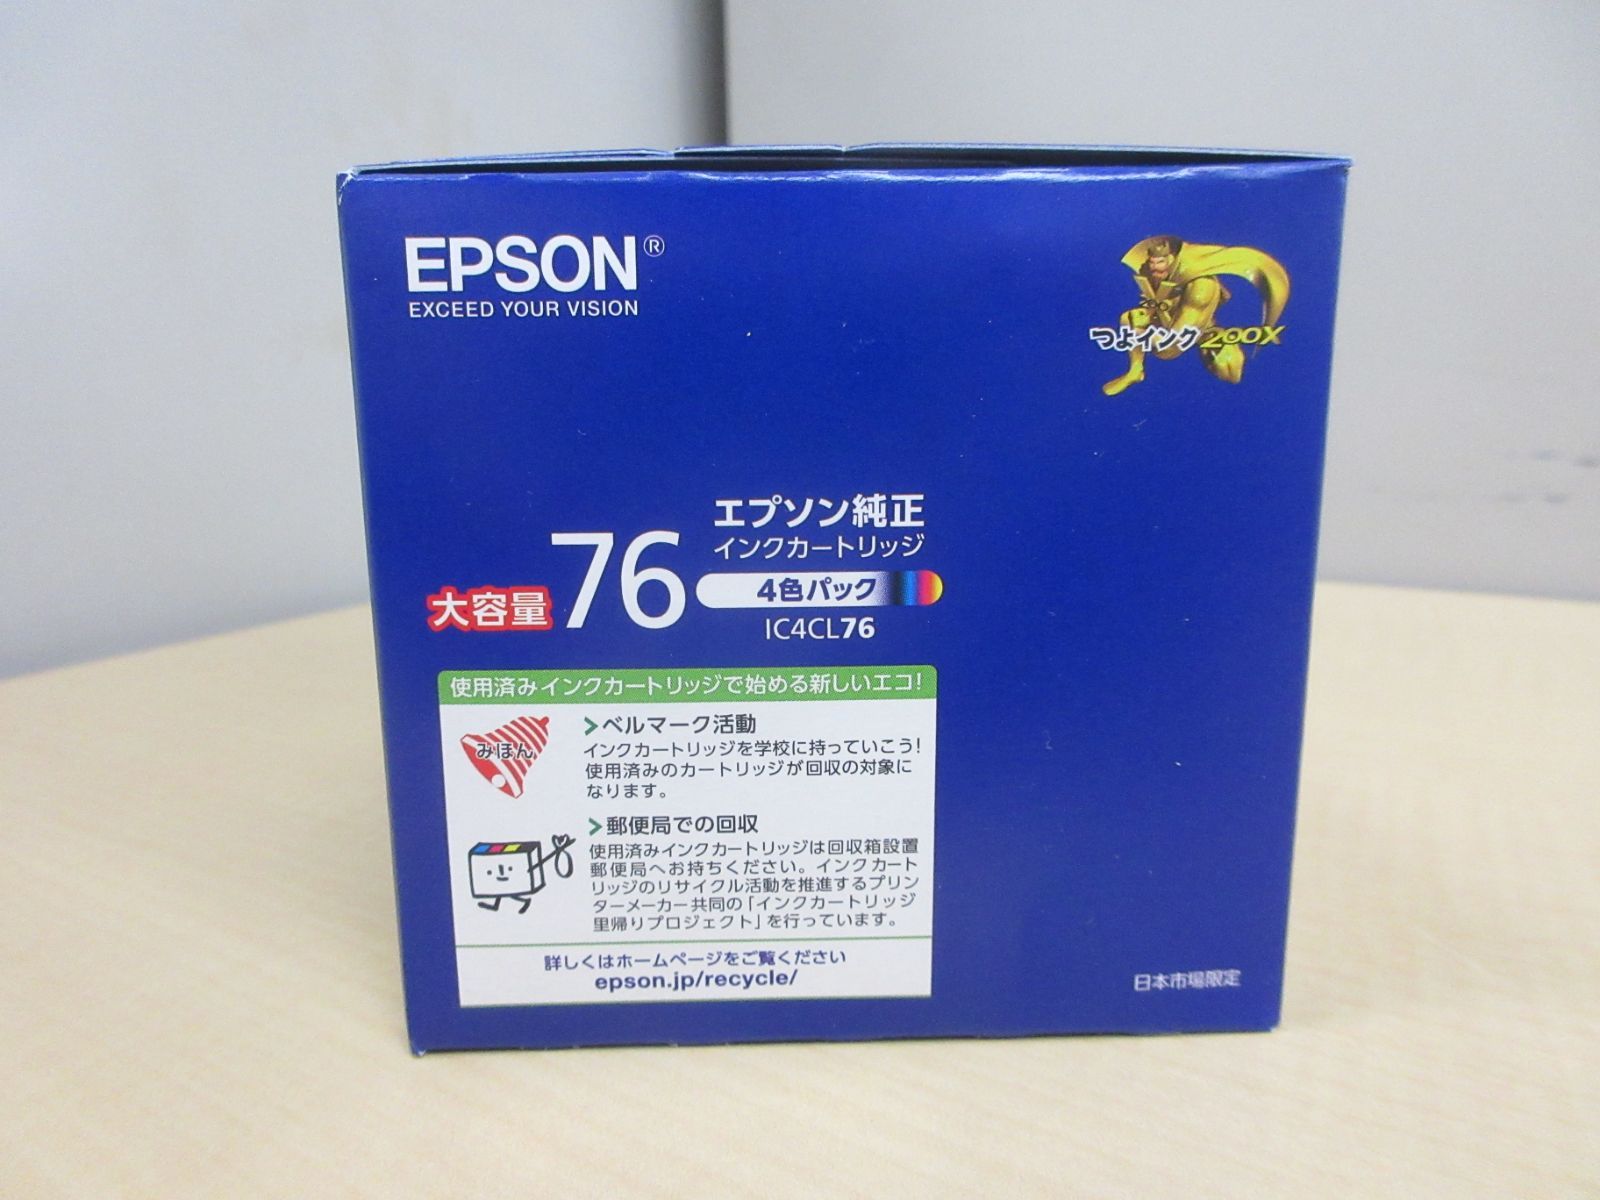 EPSON®
EXCEED YOUR VISION
200
つよインク200X
エプソン純正
インクカートリッジ
大容量 76 4色パック
IC4CL76
使用済みインクカートリッジで始める新しいエコ!
みほん
>ベルマーク活動
インクカートリッジを学校に持っていこう!
使用済みのカートリッジが回収の対象に
なります。
>郵便局での回収
使用済みインクカートリッジは回収箱設置
郵便局へお持ちください。インクカート
リッジのリサイクル活動を推進するプリン
ターメーカー共同の「インクカートリッジ
里帰りプロジェクト」を行っています。
詳しくはホームページをご覧ください
epson.jp/recycle/
日本市場限定